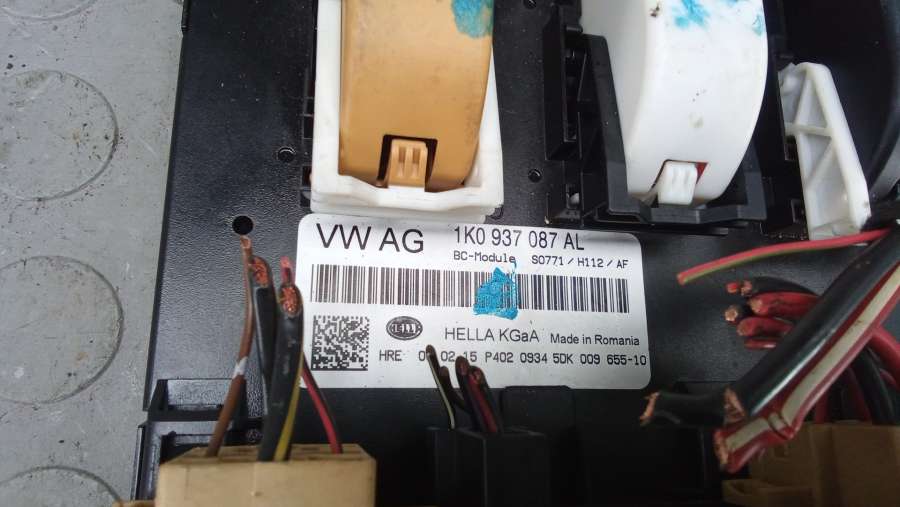 VW AG 1K0 937 087 AL
BC-Module S0771/H112/AF
HELLA HELLA KGaA Made in Romania
HRE 02 15 P402 0934 5DK 009 655-10